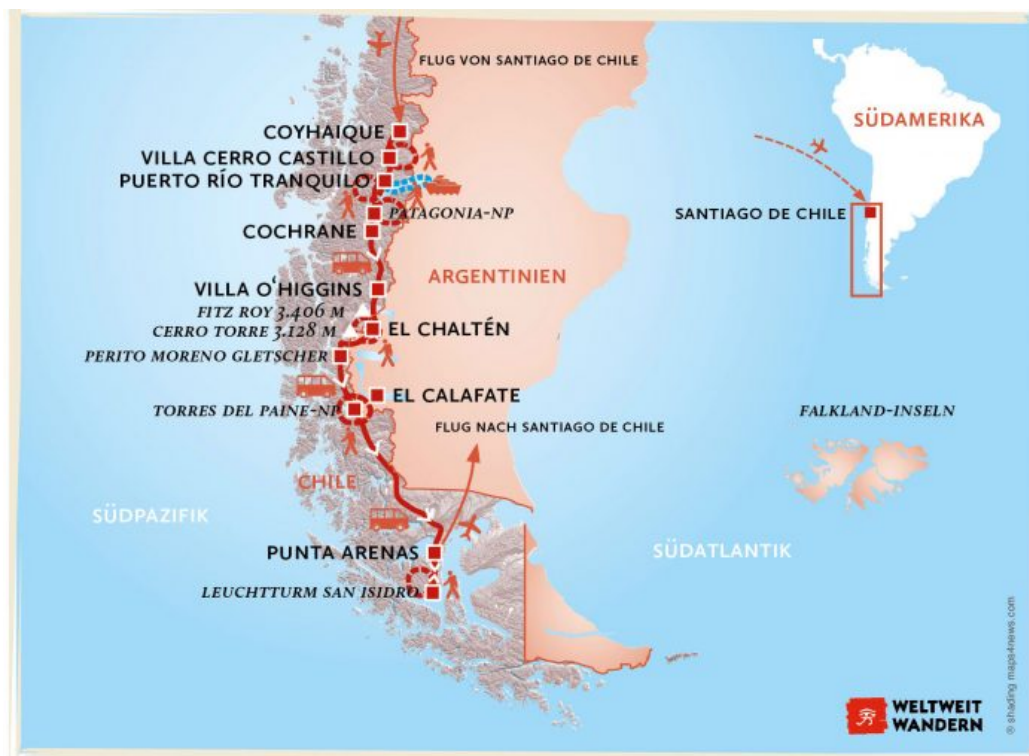 FLUG VON SANTIAGO DE CHILE
COYHAIQUE
VILLA CERRO CASTILLO
PUERTO RÍO TRANQUILO
PATAGONIA-NP
COCHRANE
ARGENTINIEN
VILLA O'HIGGINS
FITZ ROY 3.406 M
CERRO TORRE 3.128 M
EL CHALTÉN
PERITO MORENO GLETSCHER
EL CALAFATE
TORRES DEL PAINE-NP
FLUG NACH SANTIAGO DE CHILE
CHILE
SÜDPAZIFIK
PUNTA ARENAS
LEUCHTTURM SAN ISIDRO
SÜDAMERIKA
SANTIAGO DE CHILE
FALKLAND-INSELN
SÜDATLANTIK
WELTWEIT
WANDERN
© shading maps4news.com